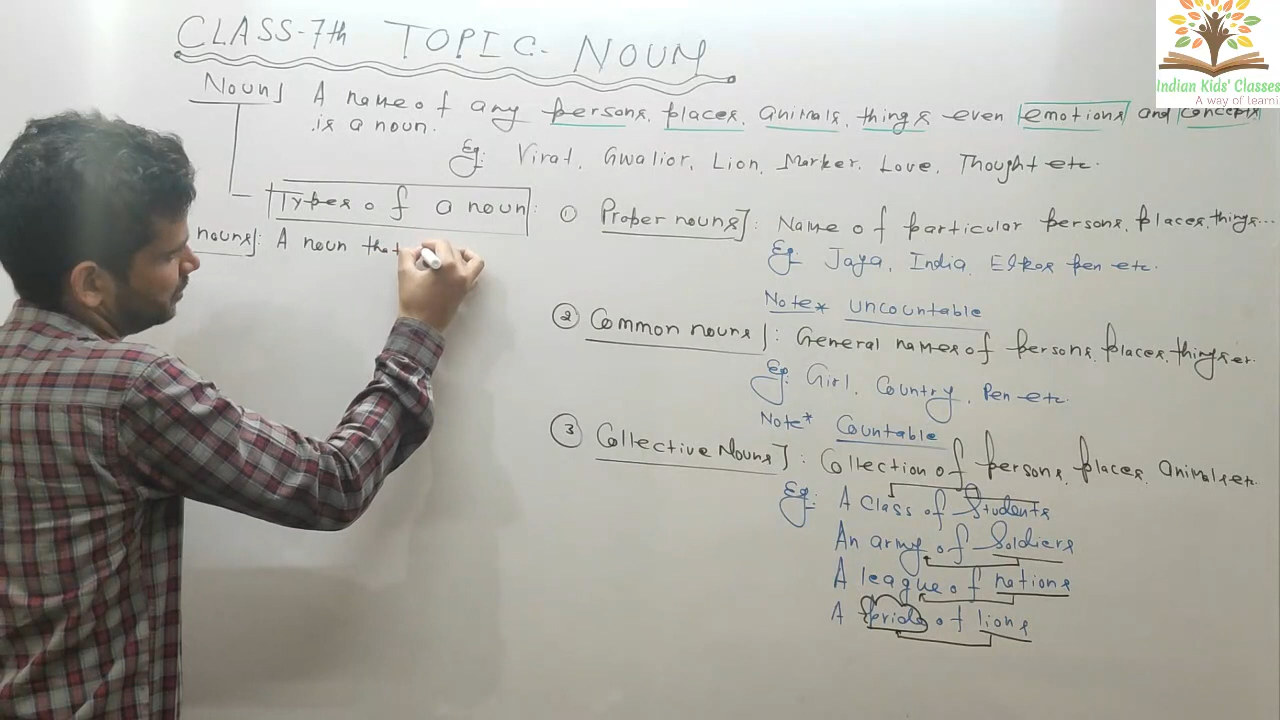 CLASS-7th TOPIC- NOUN
Indian Kids' Classes
A way of learni
Noun] A name of any persons, places, animals, things even emotions and concepts
is a noun.
Eg: Virat, Gwalior, Lion, Marker, Love, Thought etc.
Types of a noun:
① Proper nouns]: Name of particular persons, places, things...
Eg. Jaya, India, Elkos pen etc.
Note* uncountable
② Common nouns]: General names of persons, places, things etc.
Eg: Girl, Country, Pen etc.
Note* Countable
③ Collective Nouns]: Collection of persons, places, animals etc.
Eg: A Class of Students
An army of Soldiers
A league of nations
A pride of lions
nouns]: A noun that